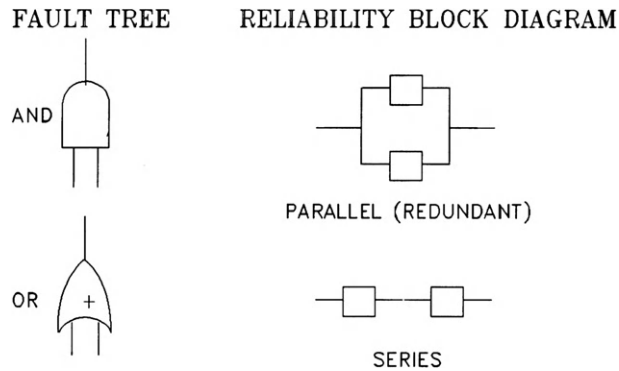 FAULT TREE
RELIABILITY BLOCK DIAGRAM
AND
PARALLEL (REDUNDANT)
OR
+
SERIES